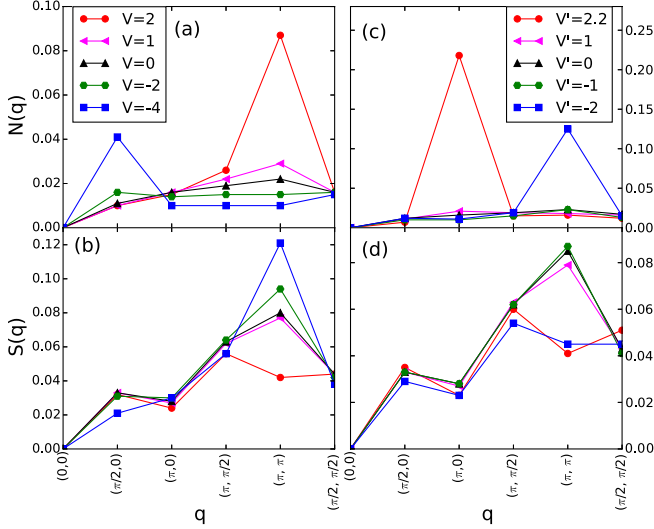 0.10
0.08
0.06
0.04
0.02
0.00
N(q)
(a)
V=2
V=1
V=0
V=-2
V=-4
(c)
V'=2.2
V'=1
V'=0
V'=-1
V'=-2
0.25
0.20
0.15
0.10
0.05
0.00
0.12
0.10
0.08
0.06
0.04
0.02
0.00
S(q)
(b)
(d)
0.08
0.06
0.04
0.02
0.00
(0,0)
(π/2,0)
(π,0)
(π, π/2)
(π, π)
(π/2, π/2)
q
(0,0)
(π/2,0)
(π,0)
(π, π/2)
(π, π)
(π/2, π/2)
q